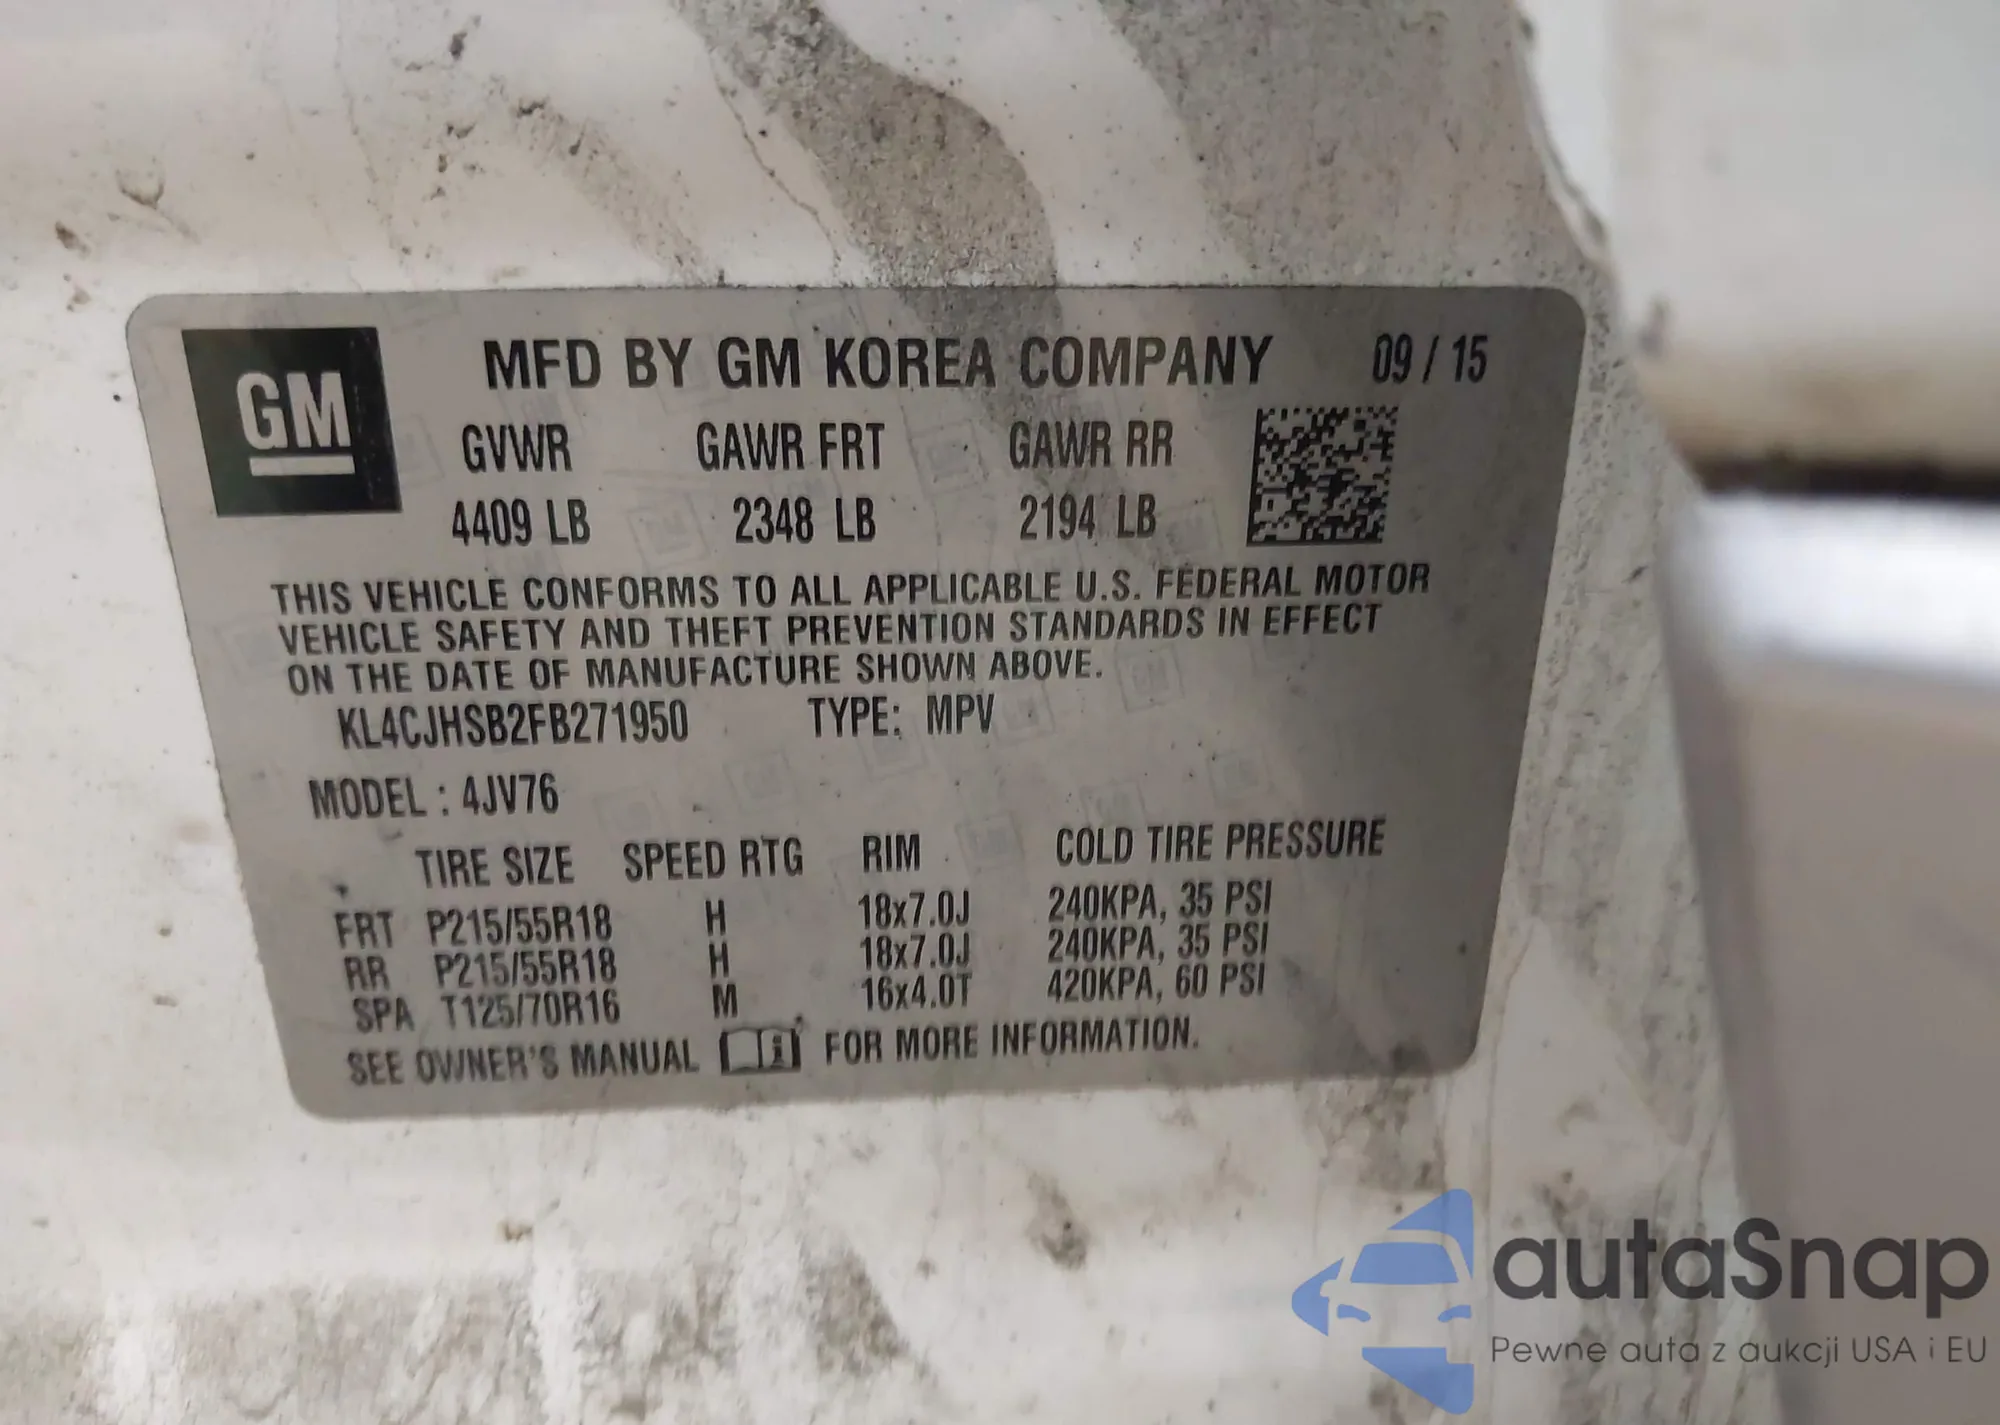 GM
MFD BY GM KOREA COMPANY 09 / 15
GVWR GAWR FRT GAWR RR
4409 LB 2348 LB 2194 LB
THIS VEHICLE CONFORMS TO ALL APPLICABLE U.S. FEDERAL MOTOR
VEHICLE SAFETY AND THEFT PREVENTION STANDARDS IN EFFECT
ON THE DATE OF MANUFACTURE SHOWN ABOVE.
KL4CJHSB2FB271950 TYPE: MPV
MODEL : 4JV76
TIRE SIZE SPEED RTG RIM COLD TIRE PRESSURE
FRT P215/55R18 H 18x7.0J 240KPA, 35 PSI
RR P215/55R18 H 18x7.0J 240KPA, 35 PSI
SPA T125/70R16 M 16x4.0T 420KPA, 60 PSI
SEE OWNER'S MANUAL FOR MORE INFORMATION.
autaSnap
Pewne auta z aukcji USA i EU